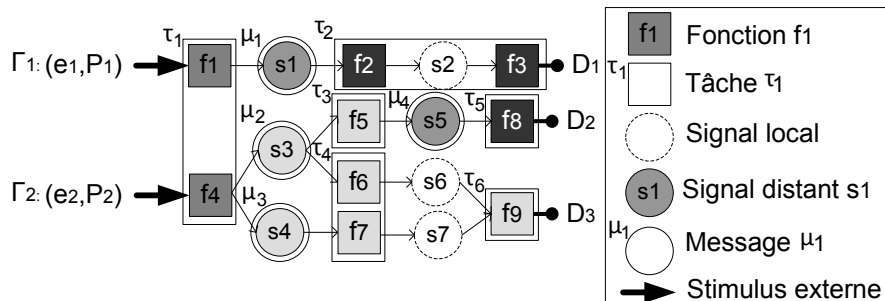 τ1 μ1 τ2
Γ1: (e1,P1) f1 s1 f2 s2 f3 D1
μ2 τ3 μ4 τ5
s3 f5 s5 f8 D2
τ4
Γ2: (e2,P2) f4 μ3 f6 s6 τ6
s4 f7 s7 f9 D3
f1 Fonction f1
τ1 Tâche τ1
Signal local
s1 Signal distant s1
μ1 Message μ1
Stimulus externe